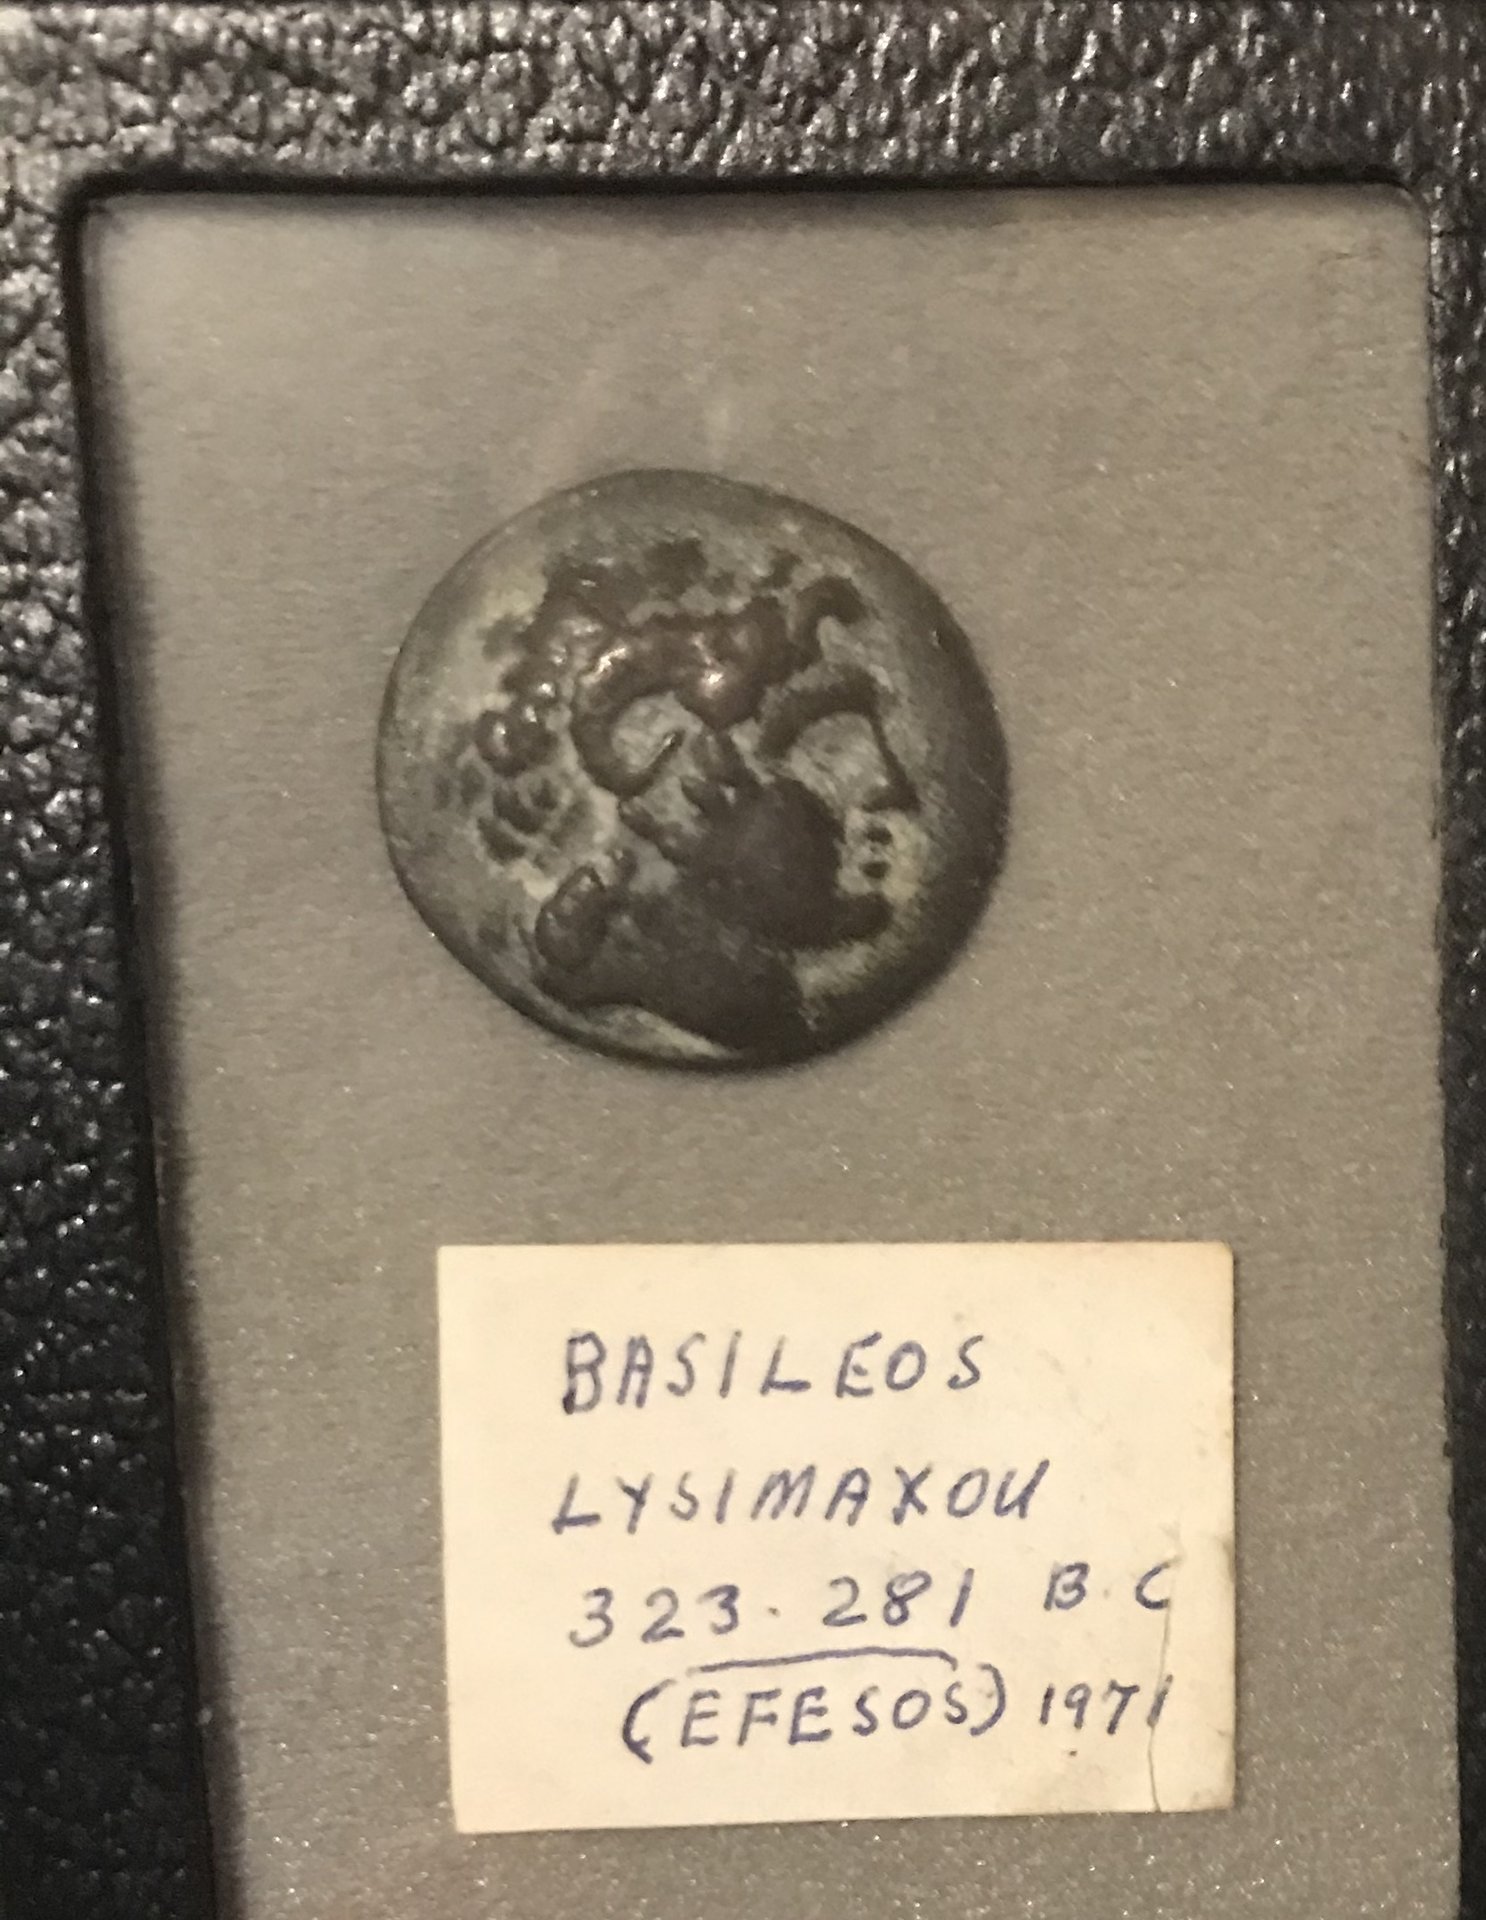 BASILEOS
LYSIMAXOU
323. 281 B.C
(EFESOS) 1971